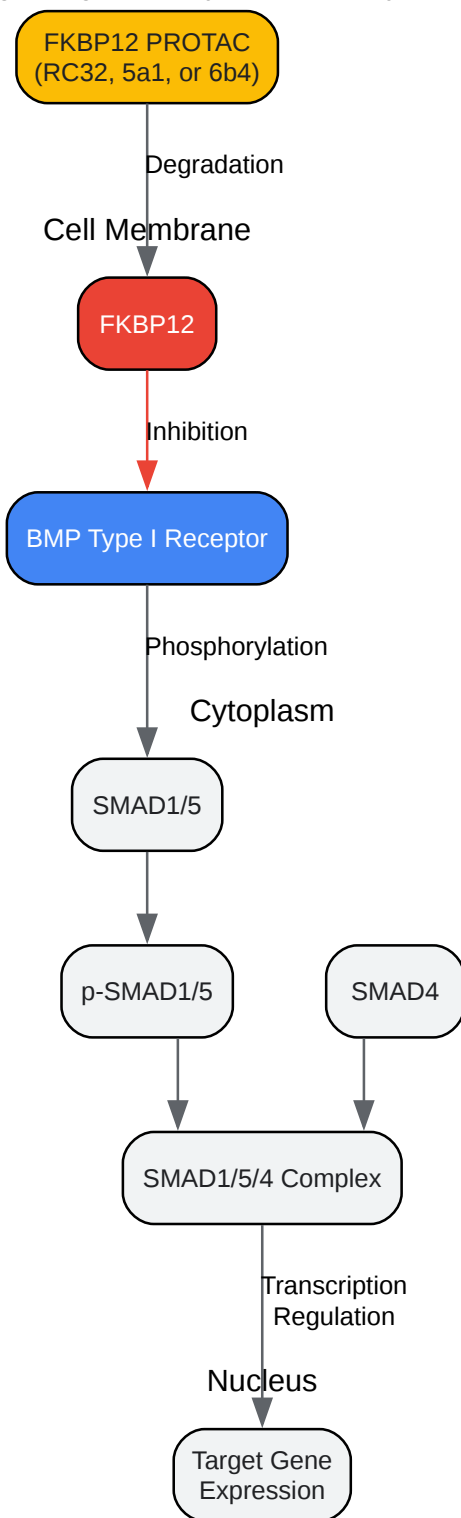 FKBP12 PROTAC
(RC32, 5a1, or 6b4)
Degradation
Cell Membrane
FKBP12
Inhibition
BMP Type I Receptor
Phosphorylation
Cytoplasm
SMAD1/5
p-SMAD1/5
SMAD4
SMAD1/5/4 Complex
Transcription
Regulation
Nucleus
Target Gene
Expression